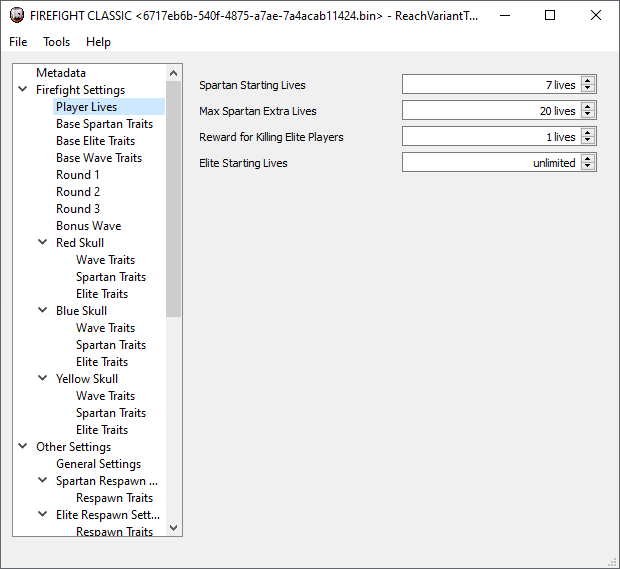 FIREFIGHT CLASSIC <6717eb6b-540f-4875-a7ae-7a4acab11424.bin> - ReachVariantT...
File Tools Help
Metadata
Firefight Settings
Player Lives
Base Spartan Traits
Base Elite Traits
Base Wave Traits
Round 1
Round 2
Round 3
Bonus Wave
Red Skull
Wave Traits
Spartan Traits
Elite Traits
Blue Skull
Wave Traits
Spartan Traits
Elite Traits
Yellow Skull
Wave Traits
Spartan Traits
Elite Traits
Other Settings
General Settings
Spartan Respawn ...
Respawn Traits
Elite Respawn Sett...
Respawn Traits
Spartan Starting Lives 7 lives
Max Spartan Extra Lives 20 lives
Reward for Killing Elite Players 1 lives
Elite Starting Lives unlimited